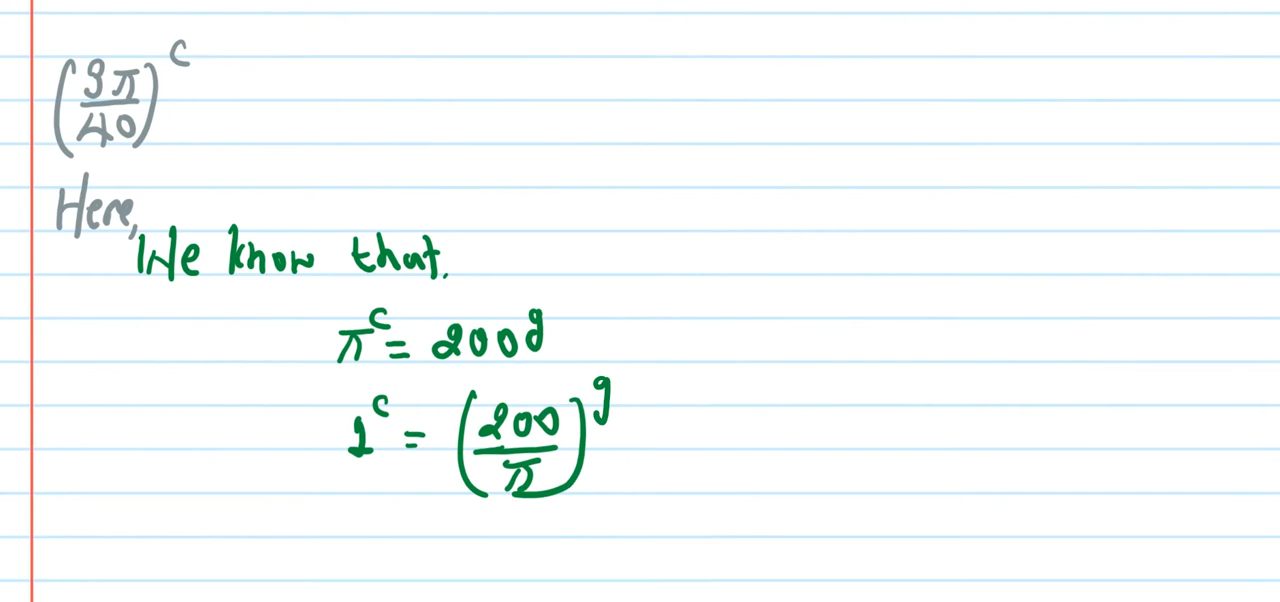 (9π/40)^c
Here,
We know that.
π^c = 200^g
1^c = (200/π)^g